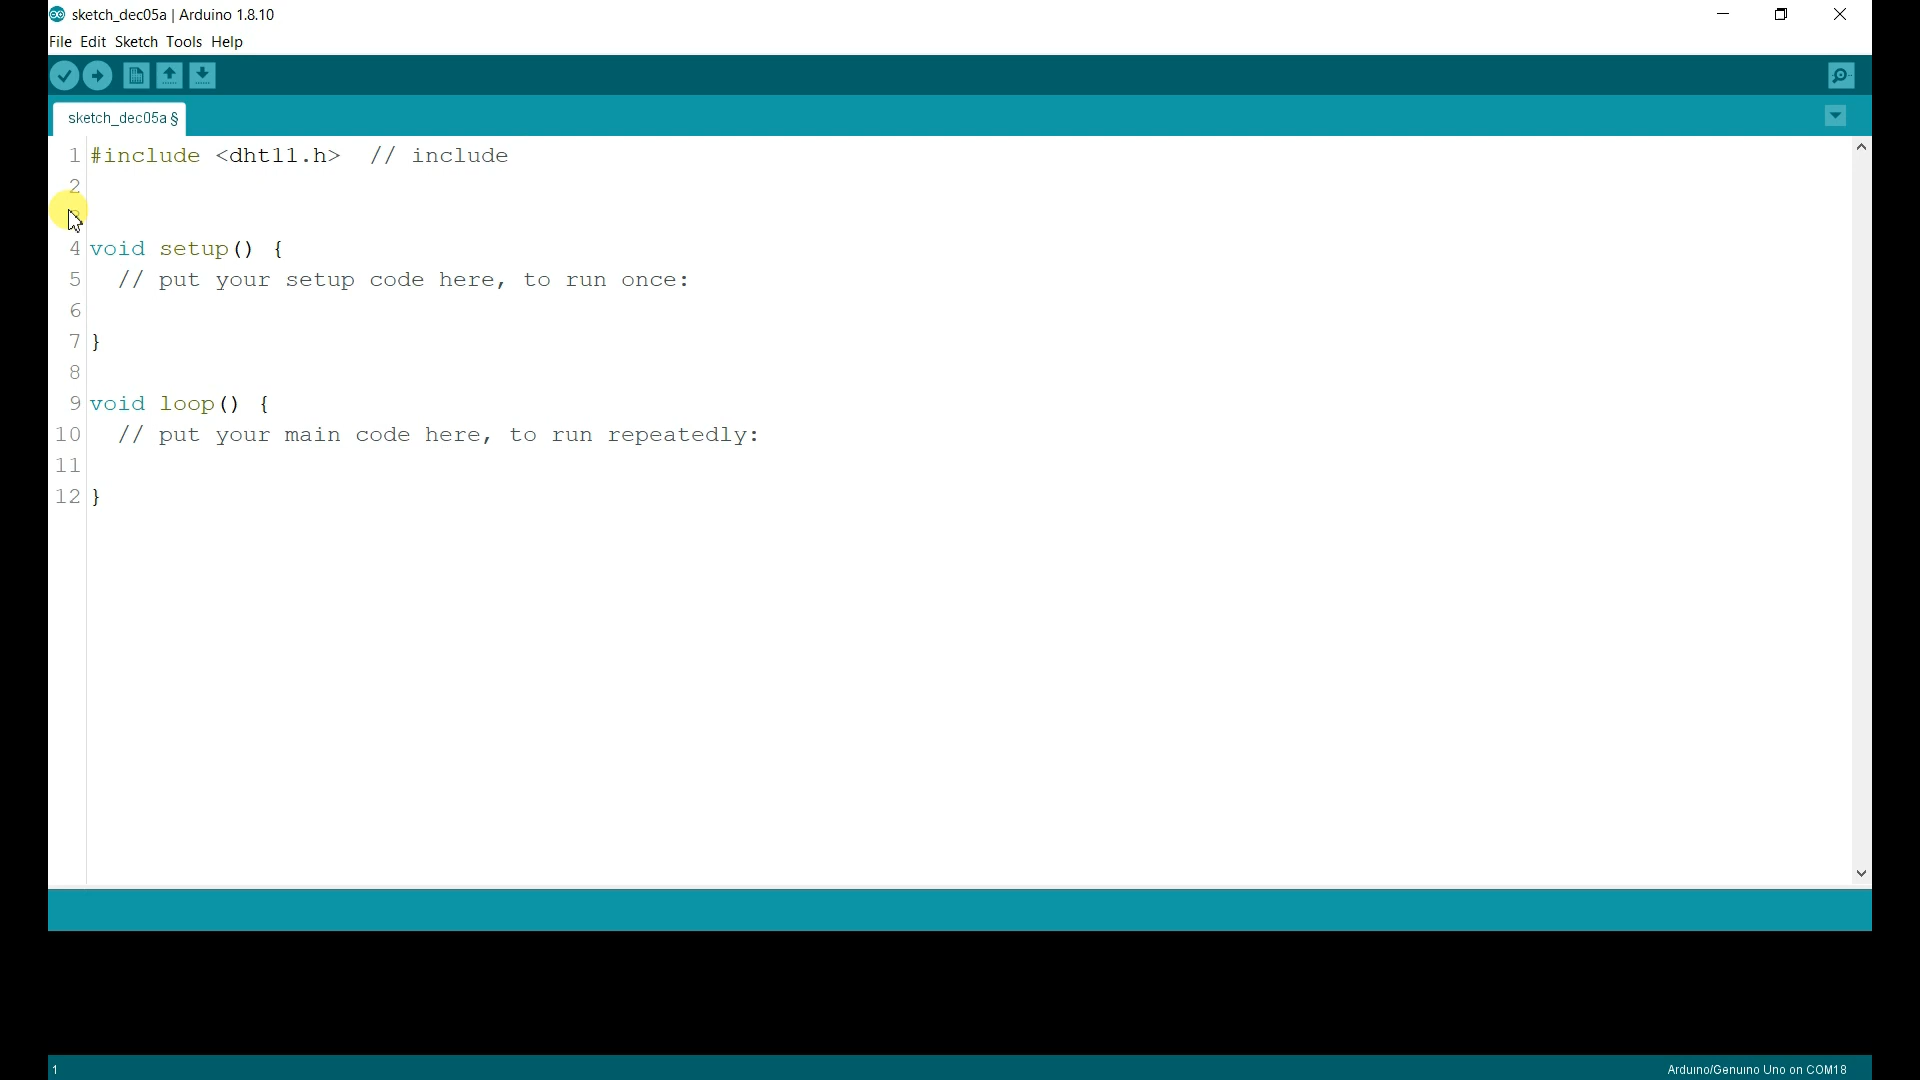 sketch_dec05a | Arduino 1.8.10
File Edit Sketch Tools Help
sketch_dec05a §
1 #include <dht11.h>  // include
2
4 void setup() {
5   // put your setup code here, to run once:
6
7 }
8
9 void loop() {
10   // put your main code here, to run repeatedly:
11
12 }
1
Arduino/Genuino Uno on COM18